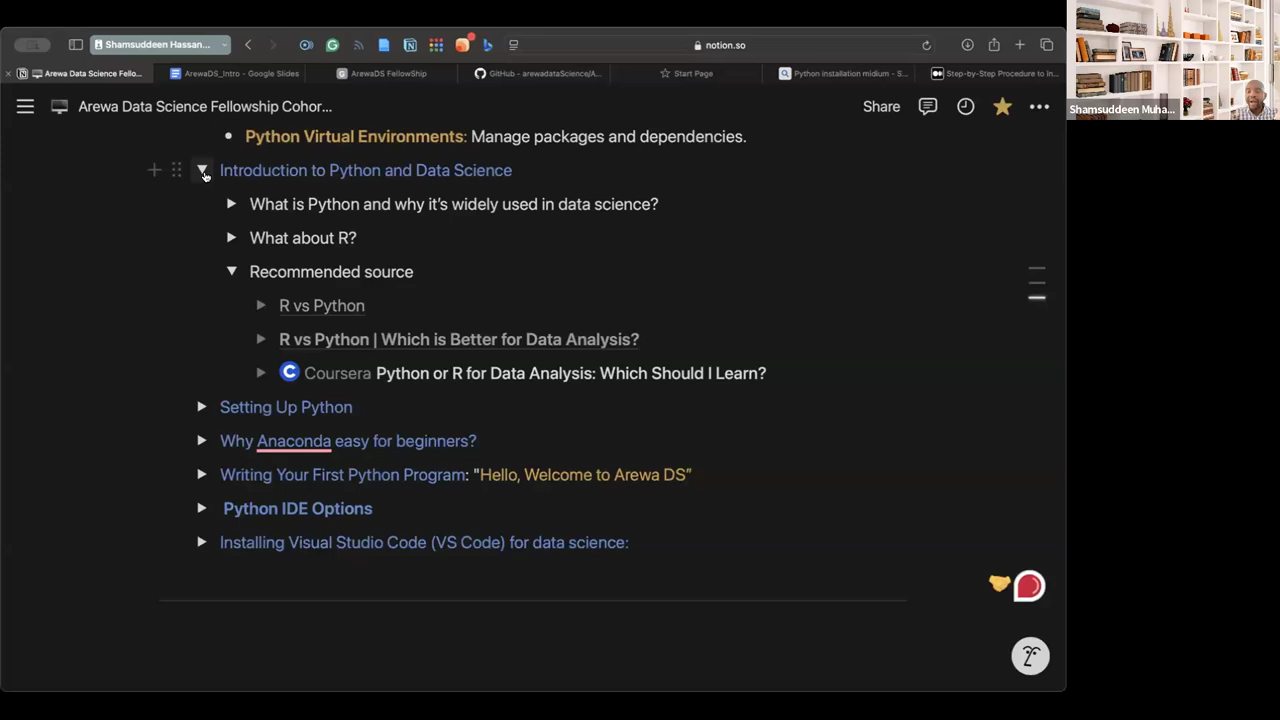 Shamsuddeen Hassan...
notion.so
Arewa Data Science Fello...
ArewaDS_Intro - Google Slides
ArewaDS FellowShip
GitHub - arewadataScience/A...
Start Page
Python installation midium - S...
Step-by-Step Procedure to In...
Shamsuddeen Muha...
Arewa Data Science Fellowship Cohor...
Share
Python Virtual Environments: Manage packages and dependencies.
Introduction to Python and Data Science
What is Python and why it's widely used in data science?
What about R?
Recommended source
R vs Python
R vs Python | Which is Better for Data Analysis?
Coursera Python or R for Data Analysis: Which Should I Learn?
Setting Up Python
Why Anaconda easy for beginners?
Writing Your First Python Program: "Hello, Welcome to Arewa DS"
Python IDE Options
Installing Visual Studio Code (VS Code) for data science: